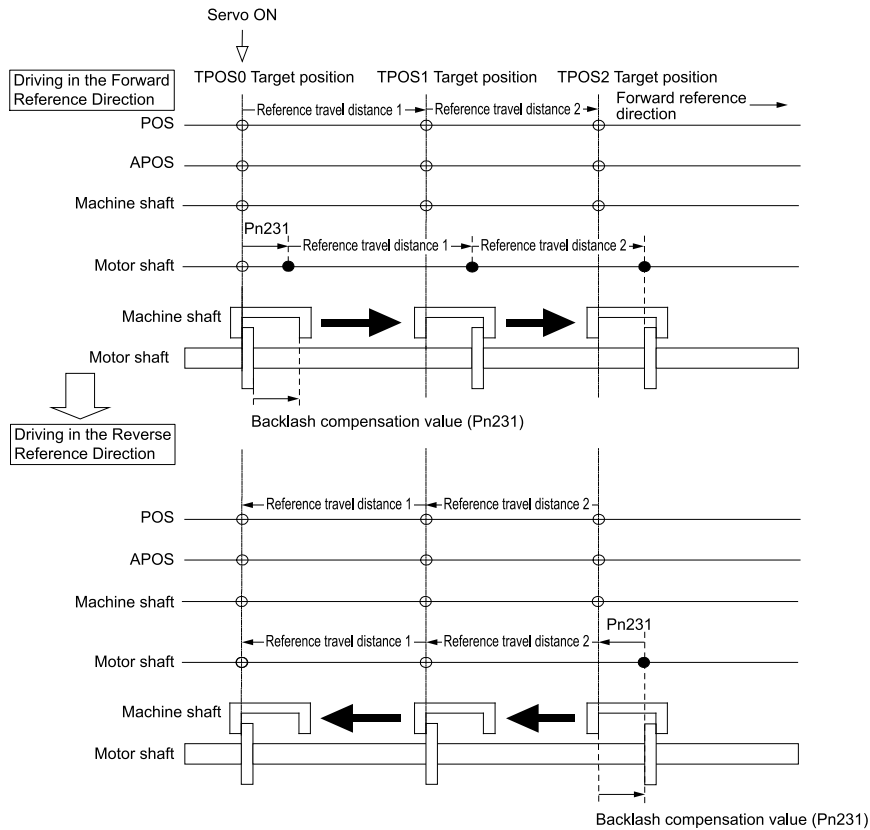 Servo ON
Driving in the Forward
Reference Direction
TPOS0 Target position
TPOS1 Target position
TPOS2 Target position
Reference travel distance 1
Reference travel distance 2
Forward reference
direction
POS
APOS
Machine shaft
Pn231
Reference travel distance 1
Reference travel distance 2
Motor shaft
Machine shaft
Motor shaft
Backlash compensation value (Pn231)
Driving in the Reverse
Reference Direction
Reference travel distance 1
Reference travel distance 2
POS
APOS
Machine shaft
Pn231
Reference travel distance 1
Reference travel distance 2
Motor shaft
Machine shaft
Motor shaft
Backlash compensation value (Pn231)